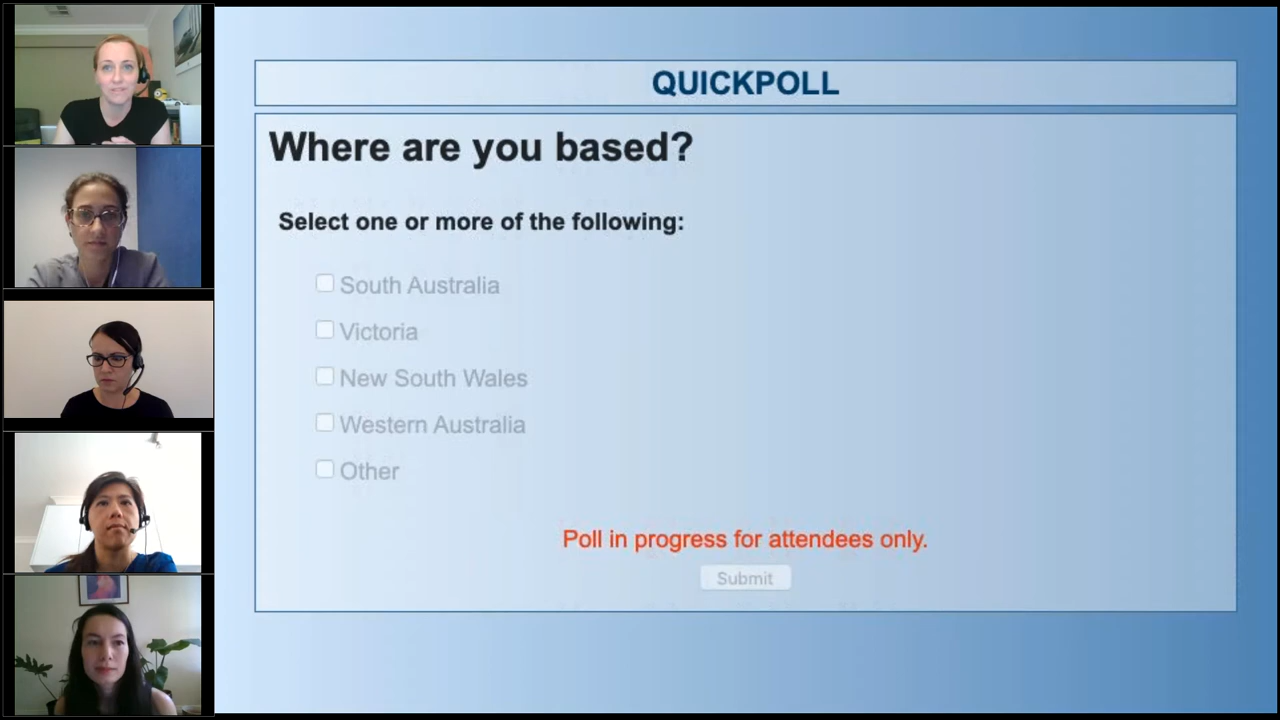 QUICKPOLL
Where are you based?
Select one or more of the following:
South Australia
Victoria
New South Wales
Western Australia
Other
Poll in progress for attendees only.
Submit